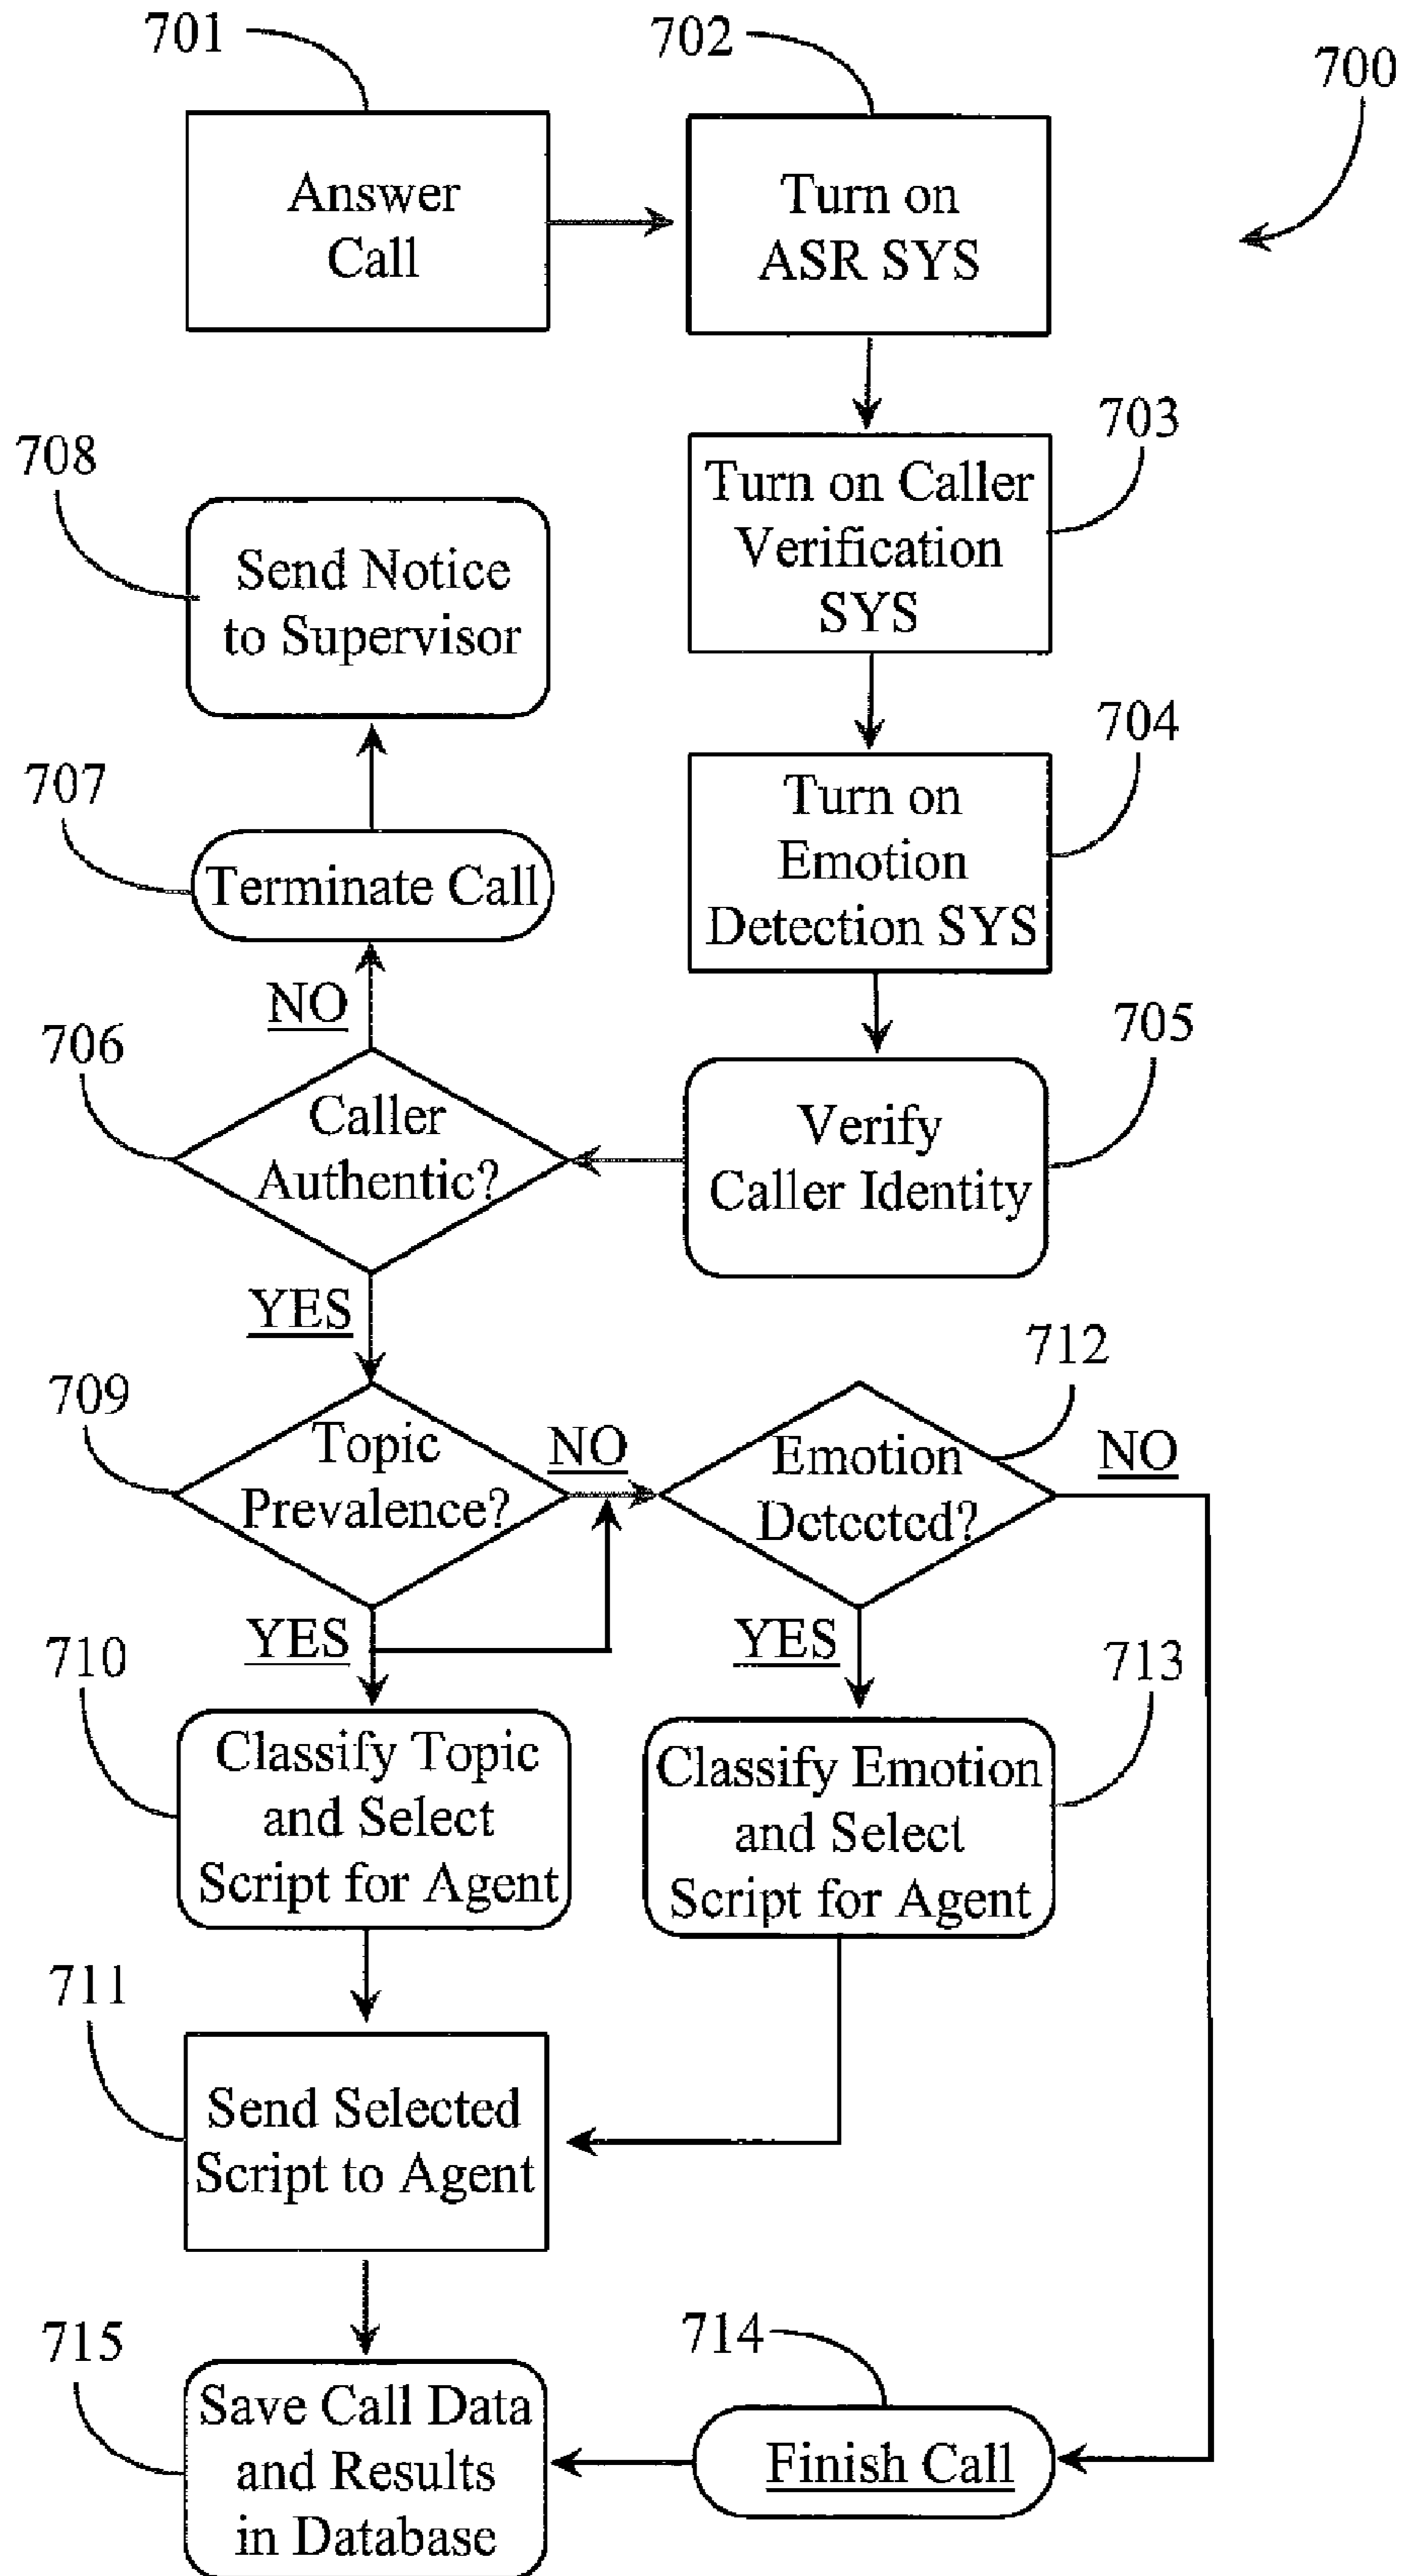 701
702
700
Answer
Call
Turn on
ASR SYS
703
Turn on Caller
Verification
SYS
708
Send Notice
to Supervisor
704
Turn on
Emotion
Detection SYS
707
Terminate Call
NO
705
Verify
Caller Identity
706
Caller
Authentic?
YES
712
709
Topic
Prevalence?
NO
Emotion
Detected?
NO
YES
YES
710
Classify Topic
and Select
Script for Agent
713
Classify Emotion
and Select
Script for Agent
711
Send Selected
Script to Agent
715
Save Call Data
and Results
in Database
714
Finish Call